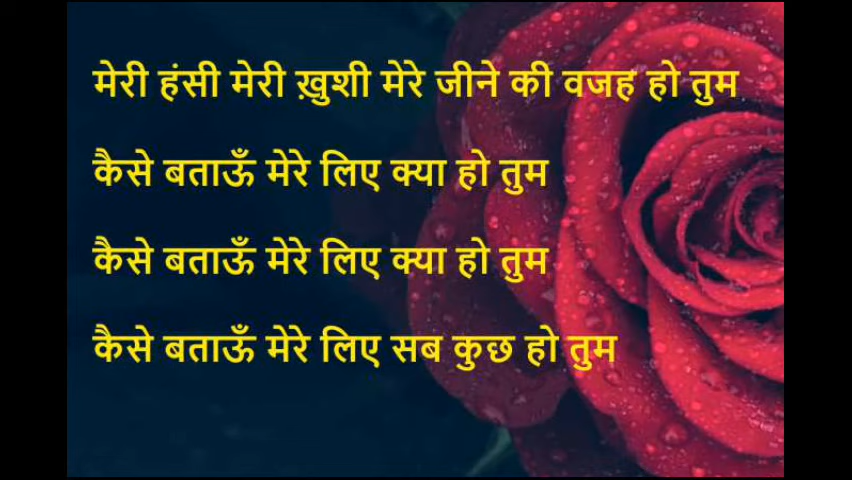 मेरी हंसी मेरी ख़ुशी मेरे जीने की वजह हो तुम
कैसे बताऊँ मेरे लिए क्या हो तुम
कैसे बताऊँ मेरे लिए क्या हो तुम
कैसे बताऊँ मेरे लिए सब कुछ हो तुम